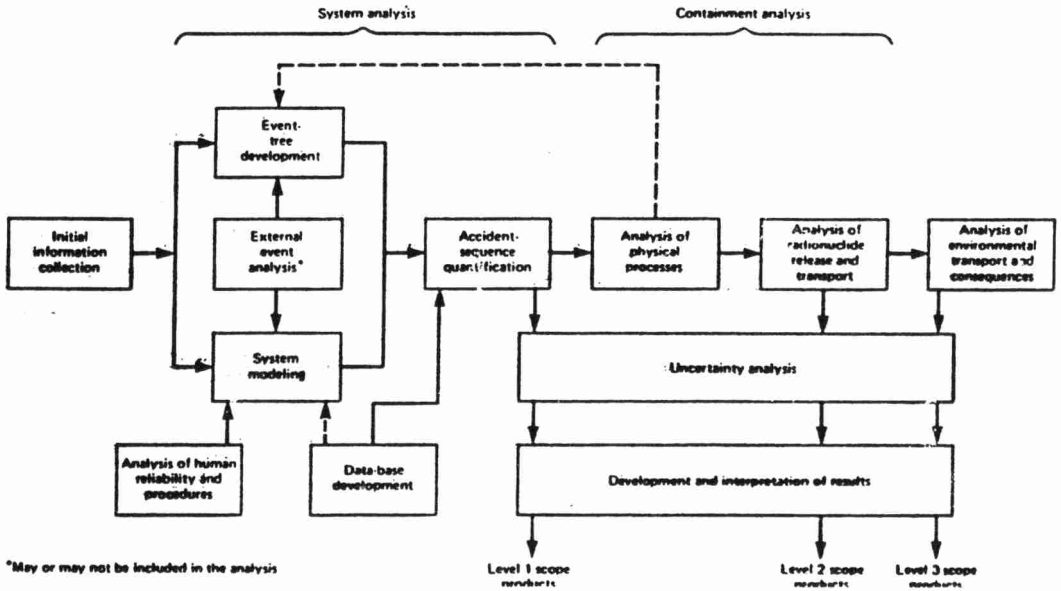 System analysis
Containment analysis
Event-
tree
development
Initial
information
collection
External
event
analysis*
Accident-
sequence
quantification
Analysis of
physical
processes
Analysis of
radionuclide
release and
transport
Analysis of
environmental
transport and
consequences
System
modeling
Uncertainty analysis
Analysis of human
reliability and
procedures
Data-base
development
Development and interpretation of results
*May or may not be included in the analysis
Level 1 scope
products
Level 2 scope
products
Level 3 scope
products